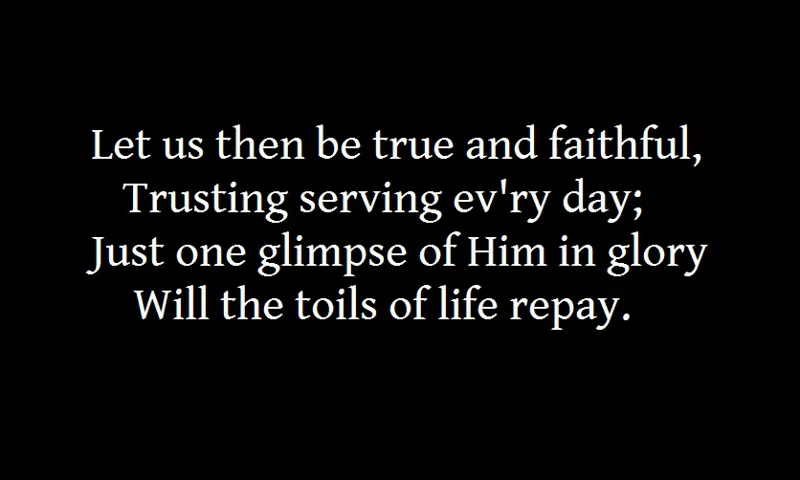 Let us then be true and faithful,
Trusting serving ev'ry day;
Just one glimpse of Him in glory
Will the toils of life repay.